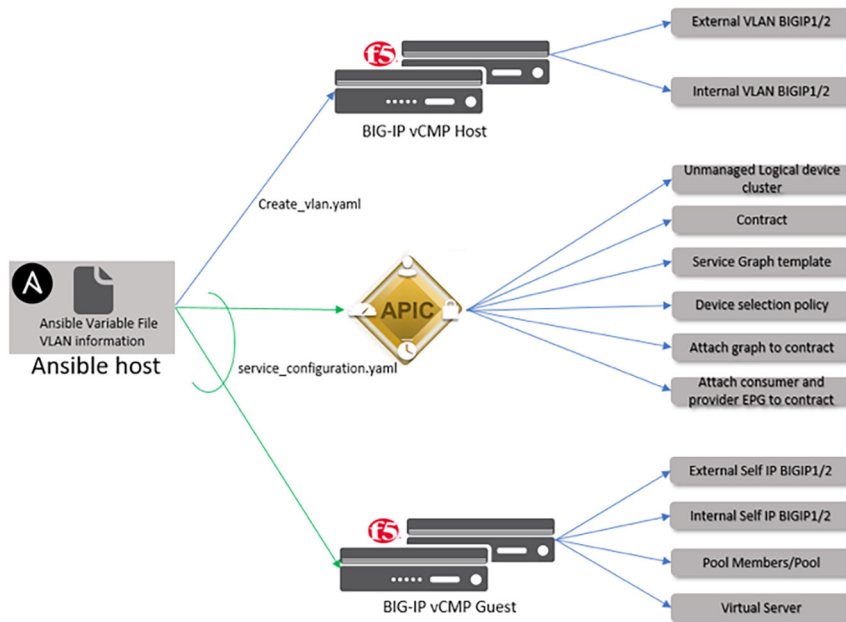 External VLAN BIGIP1/2
f5
Internal VLAN BIGIP1/2
BIG-IP vCMP Host
Unmanaged Logical device
cluster
Create_vlan.yaml
Contract
Service Graph template
A
Ansible Variable File
VLAN information
Ansible host
APIC
Device selection policy
service_configuration.yaml
Attach graph to contract
Attach consumer and
provider EPG to contract
External Self IP BIGIP1/2
Internal Self IP BIGIP1/2
f5
Pool Members/Pool
BIG-IP vCMP Guest
Virtual Server